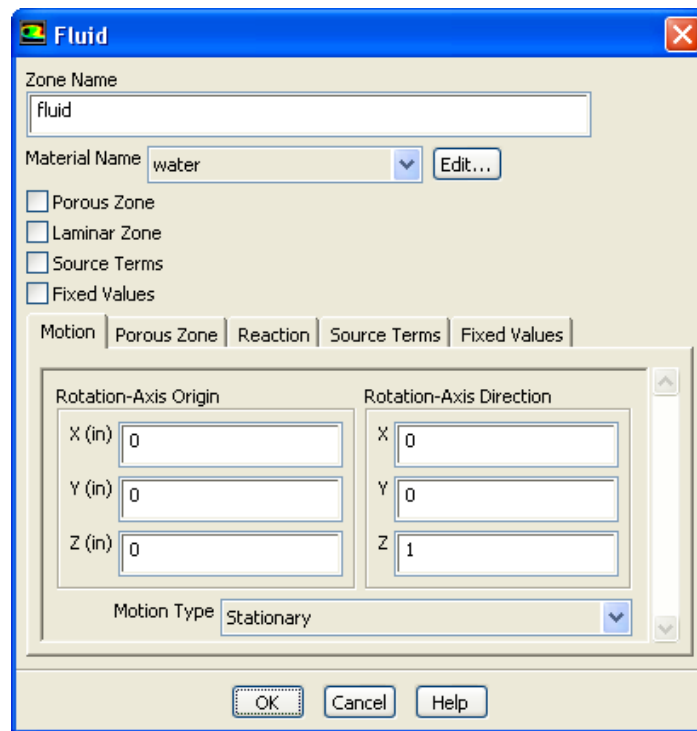 Fluid
Zone Name
fluid
Material Name water Edit...
Porous Zone
Laminar Zone
Source Terms
Fixed Values
Motion Porous Zone Reaction Source Terms Fixed Values
Rotation-Axis Origin Rotation-Axis Direction
X (in) 0 X 0
Y (in) 0 Y 0
Z (in) 0 Z 1
Motion Type Stationary
OK Cancel Help